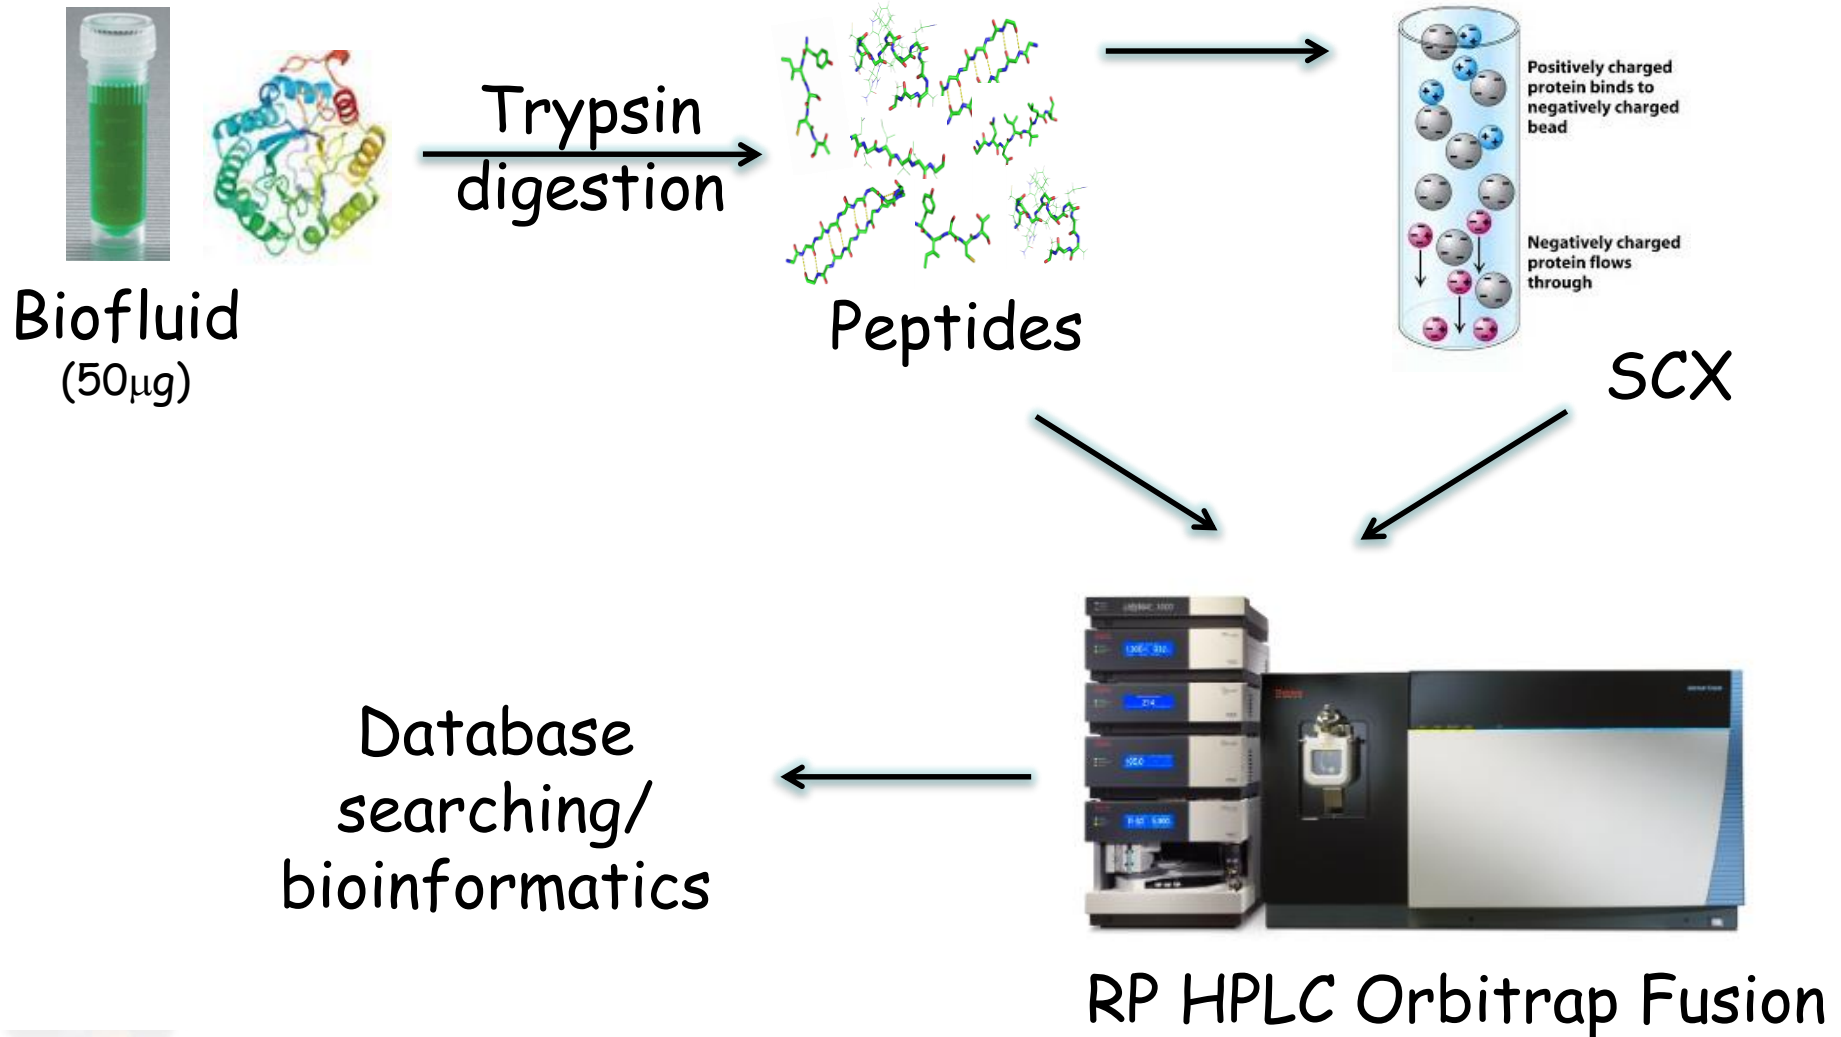 Trypsin
digestion
Biofluid
(50μg)
Peptides
Positively charged
protein binds to
negatively charged
bead
Negatively charged
protein flows
through
SCX
Database
searching/
bioinformatics
RP HPLC Orbitrap Fusion